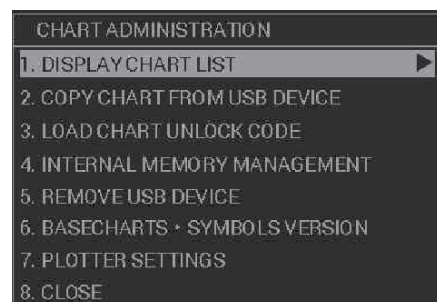 CHART ADMINISTRATION
1. DISPLAY CHART LIST
2. COPY CHART FROM USB DEVICE
3. LOAD CHART UNLOCK CODE
4. INTERNAL MEMORY MANAGEMENT
5. REMOVE USB DEVICE
6. BASECHARTS • SYMBOLS VERSION
7. PLOTTER SETTINGS
8. CLOSE